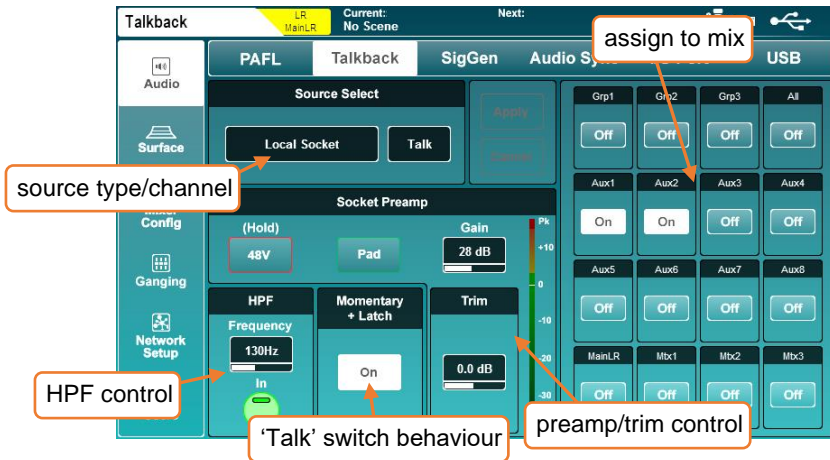 Talkback
LR
MainLR
Current:
No Scene
Next:
assign to mix
Audio
PAFL
Talkback
SigGen
Audio
USB
Source Select
Apply
Local Socket
Talk
Grp1
Grp2
Grp3
All
Off
Off
Off
Off
Surface
source type/channel
Aux1
Aux2
Aux3
Aux4
On
On
Off
Off
Mixer
Config
Socket Preamp
(Hold)
Gain
48V
Pad
28 dB
Pk
+10
0
-10
-20
-30
Ganging
Aux5
Aux6
Aux7
Aux8
Off
Off
Off
Off
HPF
Momentary
+ Latch
Trim
Frequency
130Hz
In
On
0.0 dB
Network
Setup
MainLR
Mtx1
Mtx2
Mtx3
Off
Off
Off
Off
HPF control
'Talk' switch behaviour
preamp/trim control